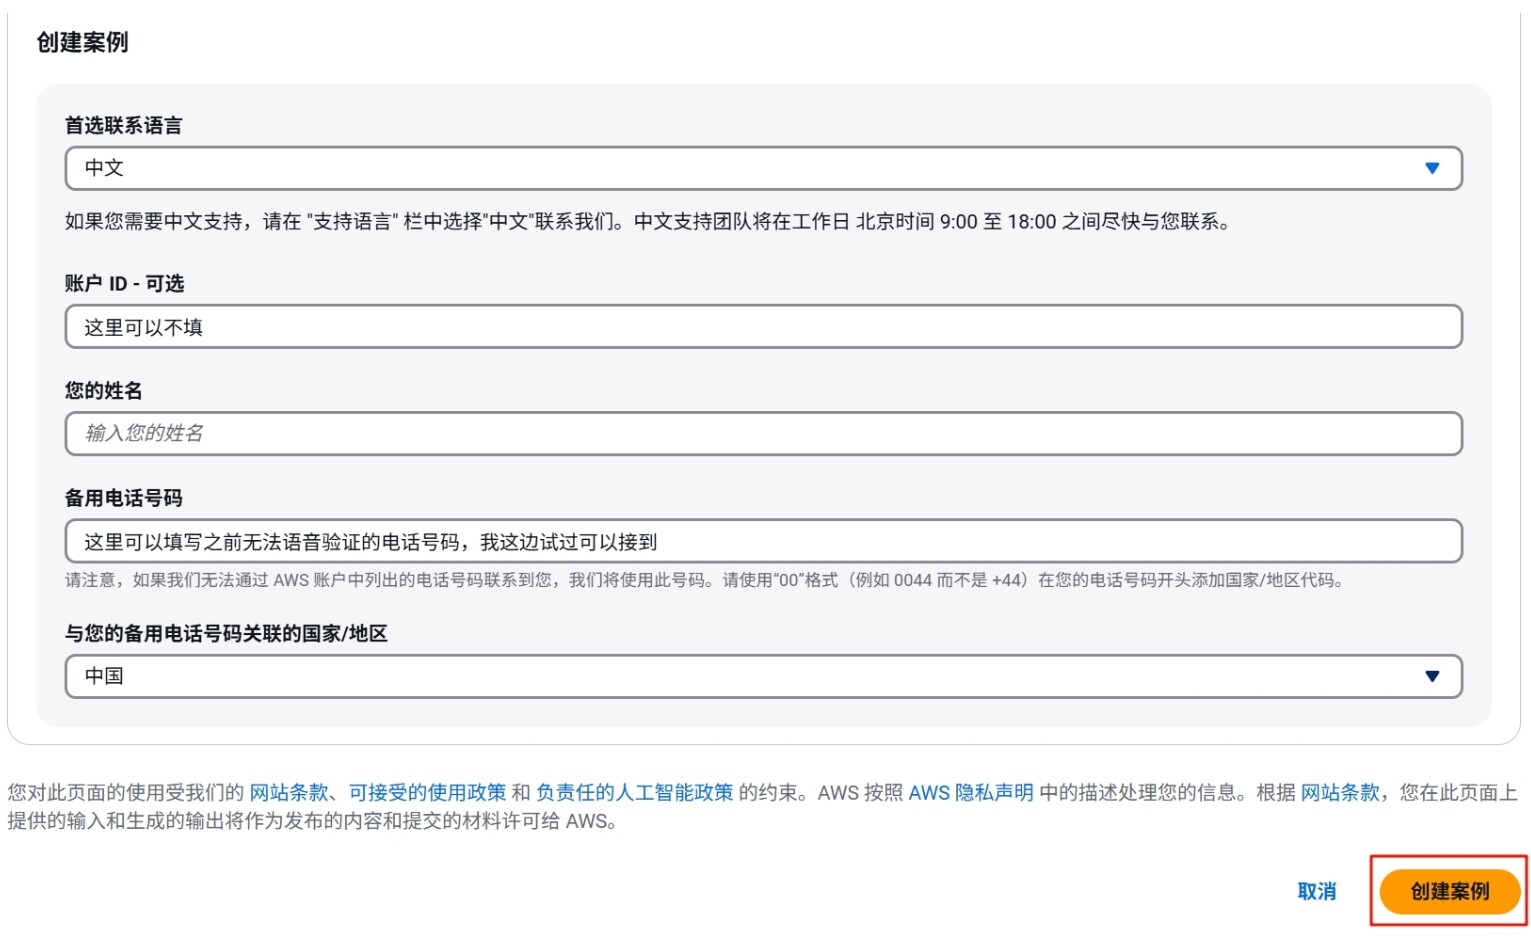 创建案例
首选联系语言
中文
如果您需要中文支持，请在 "支持语言" 栏中选择"中文"联系我们。中文支持团队将在工作日 北京时间 9:00 至 18:00 之间尽快与您联系。
账户 ID - 可选
这里可以不填
您的姓名
输入您的姓名
备用电话号码
这里可以填写之前无法语音验证的电话号码，我这边试过可以接到
请注意，如果我们无法通过 AWS 账户中列出的电话号码联系到您，我们将使用此号码。请使用“00”格式（例如 0044 而不是 +44）在您的电话号码开头添加国家/地区代码。
与您的备用电话号码关联的国家/地区
中国
您对此页面的使用受我们的 网站条款、可接受的使用政策 和 负责任的人工智能政策 的约束。AWS 按照 AWS 隐私声明 中的描述处理您的信息。根据 网站条款，您在此页面上
提供的输入和生成的输出将作为发布的内容和提交的材料许可给 AWS。
取消
创建案例